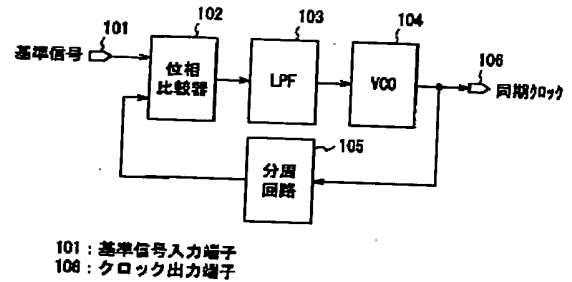 101
102
103
104
106
基準信号
位相
比較器
LPF
VCO
同期クロック
105
分周
回路
101：基準信号入力端子
106：クロック出力端子